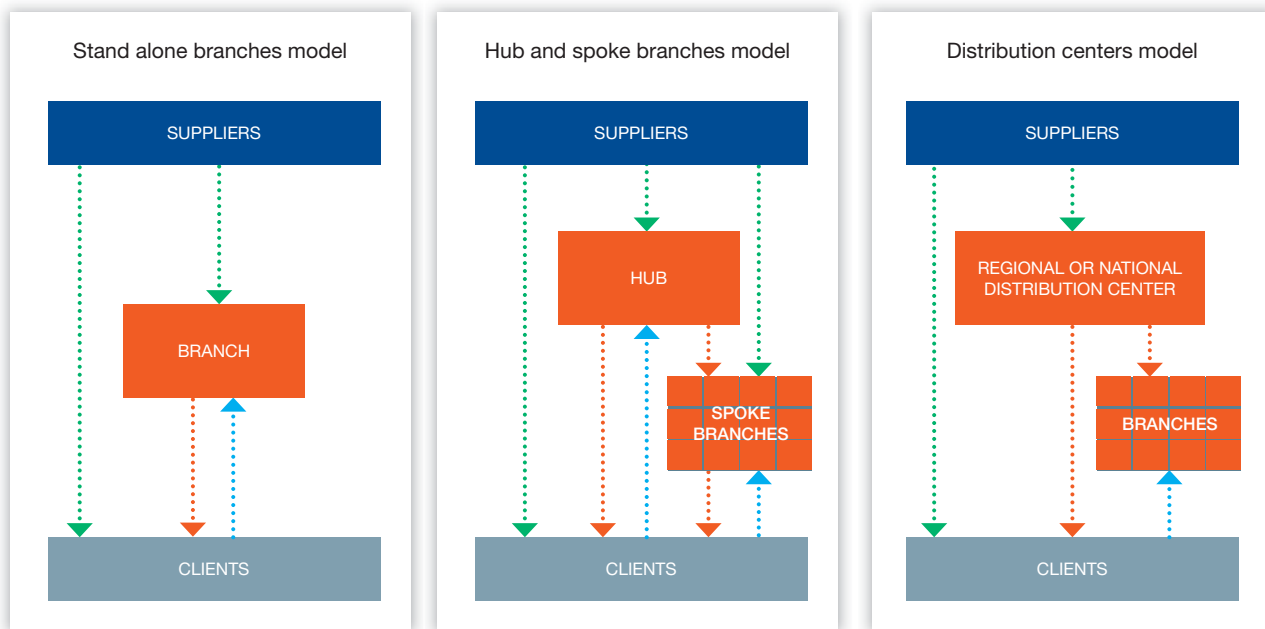 Stand alone branches model
SUPPLIERS
BRANCH
CLIENTS
Hub and spoke branches model
SUPPLIERS
HUB
SPOKE
BRANCHES
CLIENTS
Distribution centers model
SUPPLIERS
REGIONAL OR NATIONAL
DISTRIBUTION CENTER
BRANCHES
CLIENTS